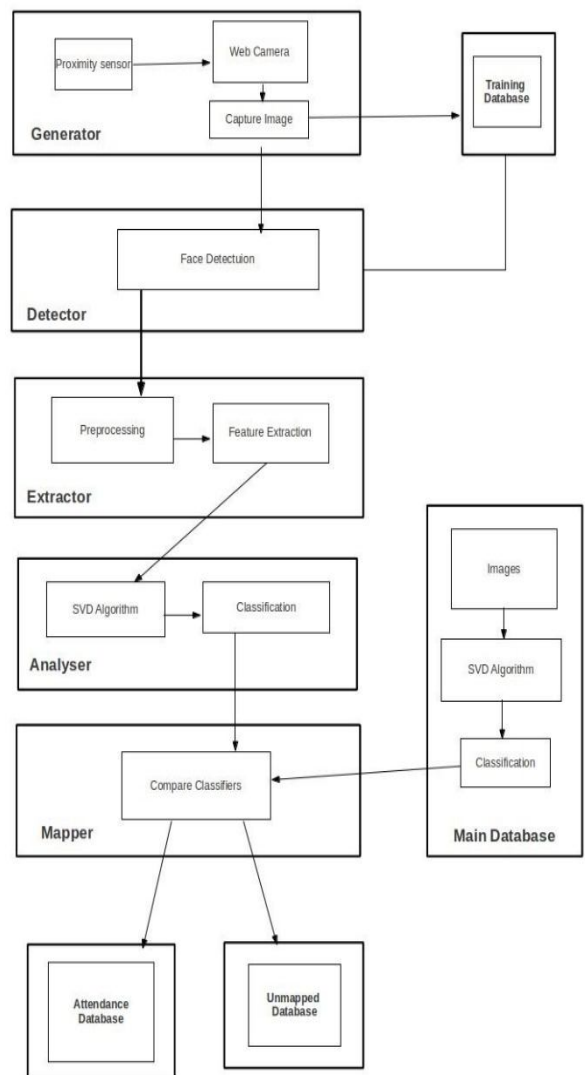 Proximity sensor
Web Camera
Capture Image
Generator
Training
Database
Face Detectuion
Detector
Preprocessing
Feature Extraction
Extractor
SVD Algorithm
Classification
Analyser
Images
SVD Algorithm
Classification
Main Database
Compare Classifiers
Mapper
Attendance
Database
Unmapped
Database